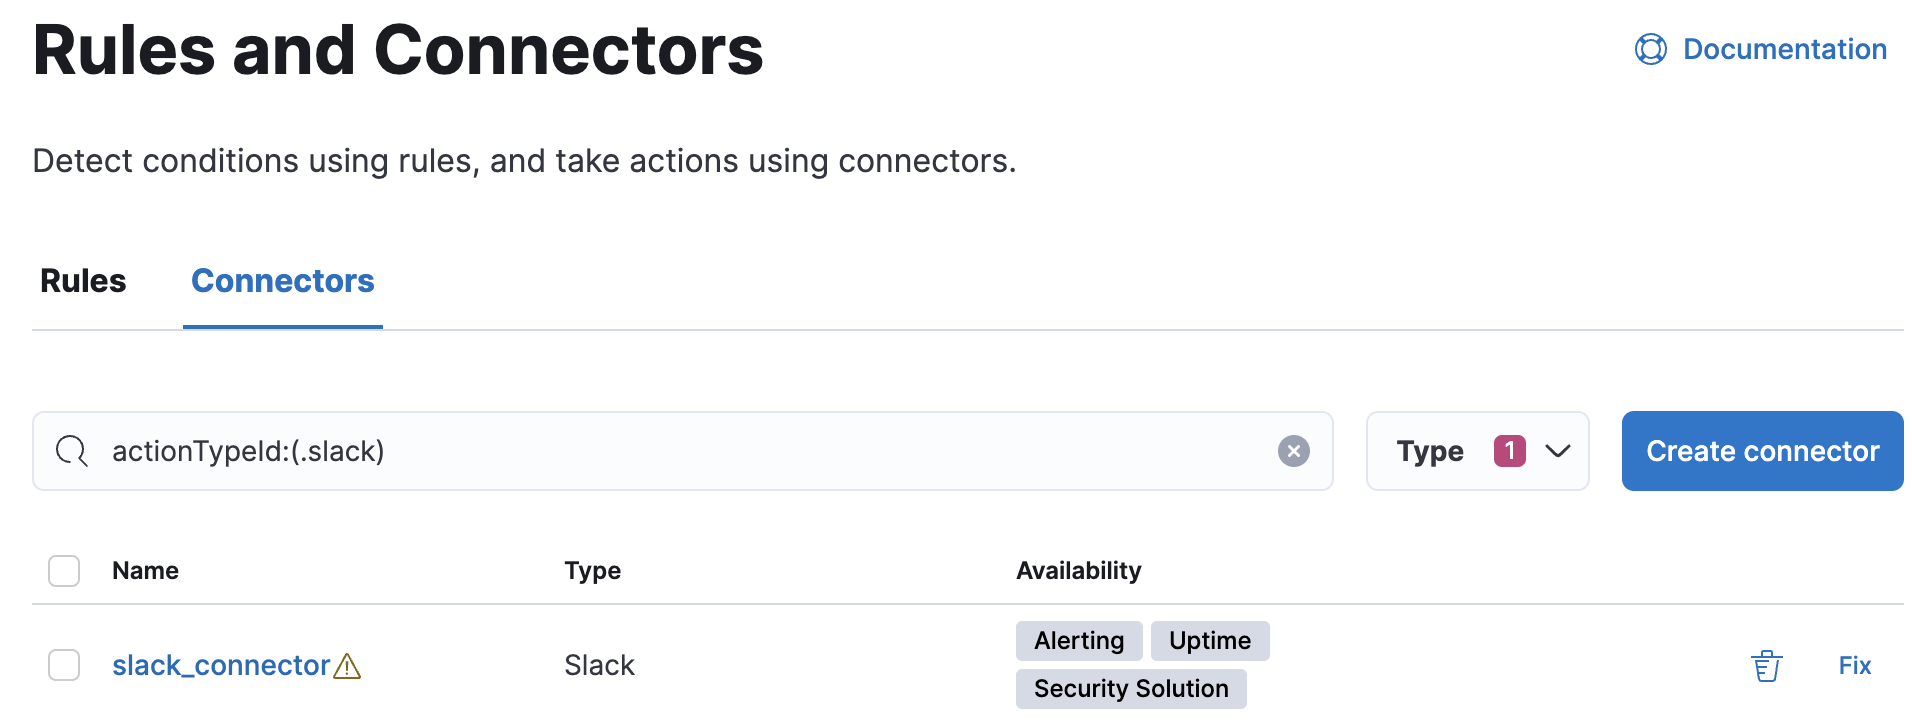 Rules and Connectors
Documentation
Detect conditions using rules, and take actions using connectors.
Rules Connectors
actionTypeId:(.slack)
Type 1
Create connector
Name Type Availability
slack_connector Slack Alerting Uptime
Security Solution
Fix